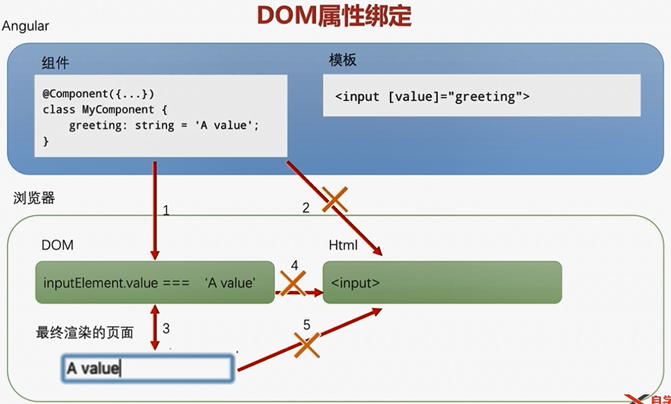 DOM属性绑定
Angular
组件
模板
@Component({...})
class MyComponent {
greeting: string = 'A value';
}
<input [value]="greeting">
浏览器
1
2
DOM
Html
inputElement.value === ‘A value’
4
<input>
3
5
最终渲染的页面
A value